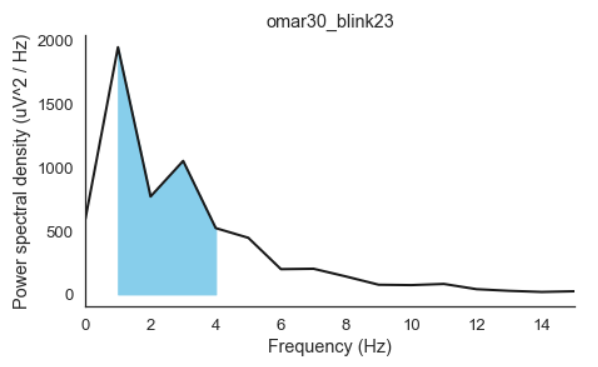 omar30_blink23
Power spectral density (uV^2 / Hz)
2000
1500
1000
500
0
0 2 4 6 8 10 12 14
Frequency (Hz)